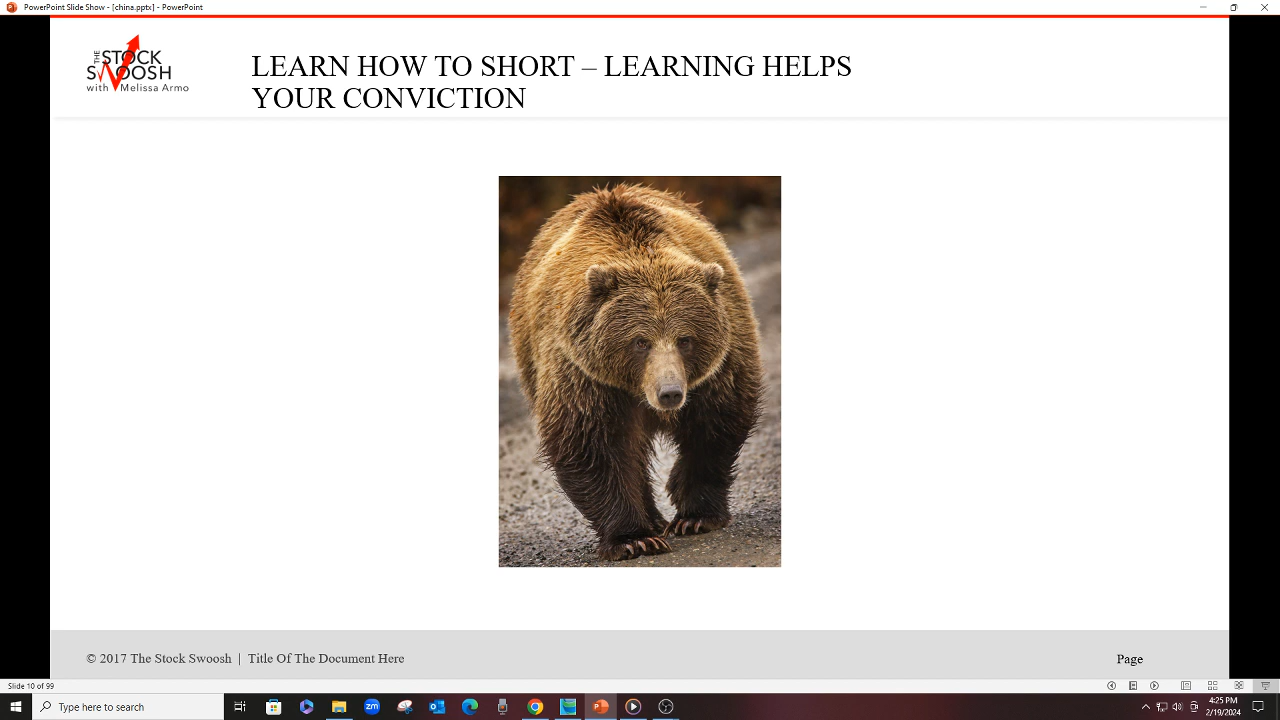 PowerPoint Slide Show - [china.pptx] - PowerPoint
THE STOCK
SWOOSH
with Melissa Armo
LEARN HOW TO SHORT – LEARNING HELPS
YOUR CONVICTION
© 2017 The Stock Swoosh | Title Of The Document Here
Page
Slide 10 of 99
Type here to search
zm
4:25 PM
2/19/2024